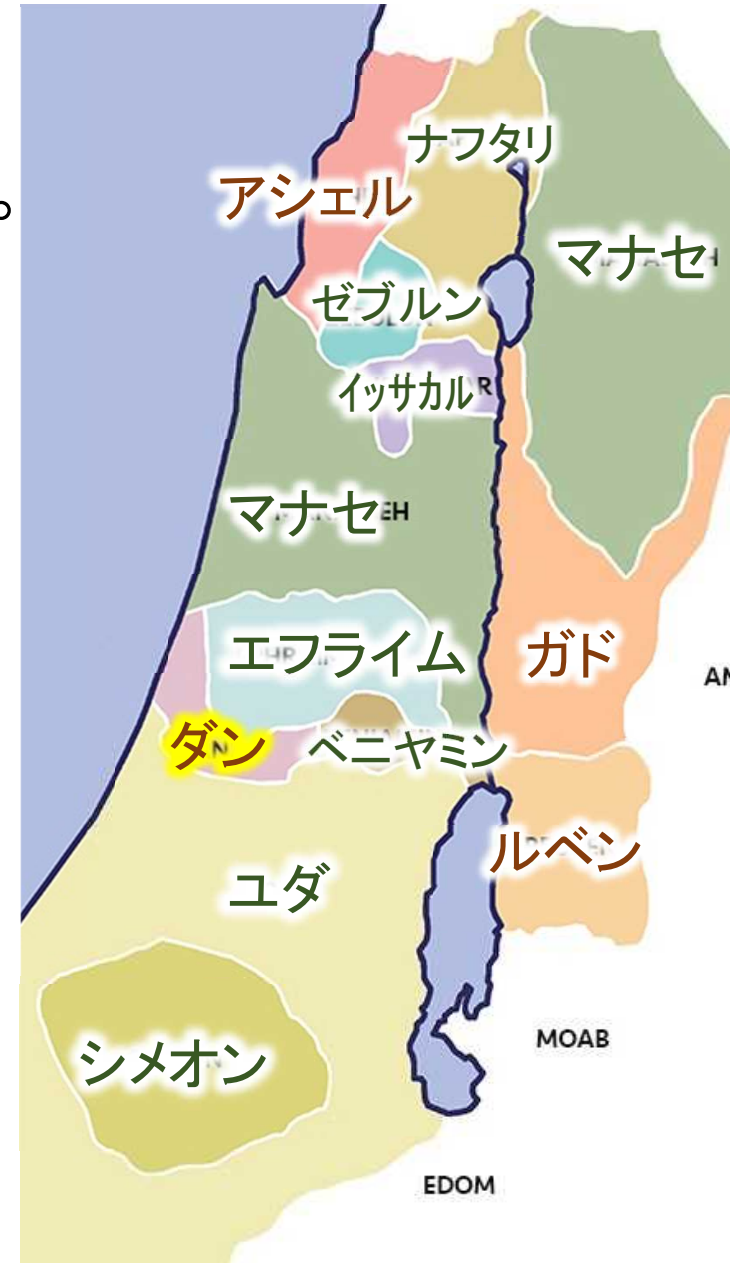 。
ナフタリ
アシェル
マナセ
ゼブルン
イッサカル
マナセ
エフライム
ガド
ダン
ベニヤミン
ルベン
ユダ
シメオン
MOAB
EDOM